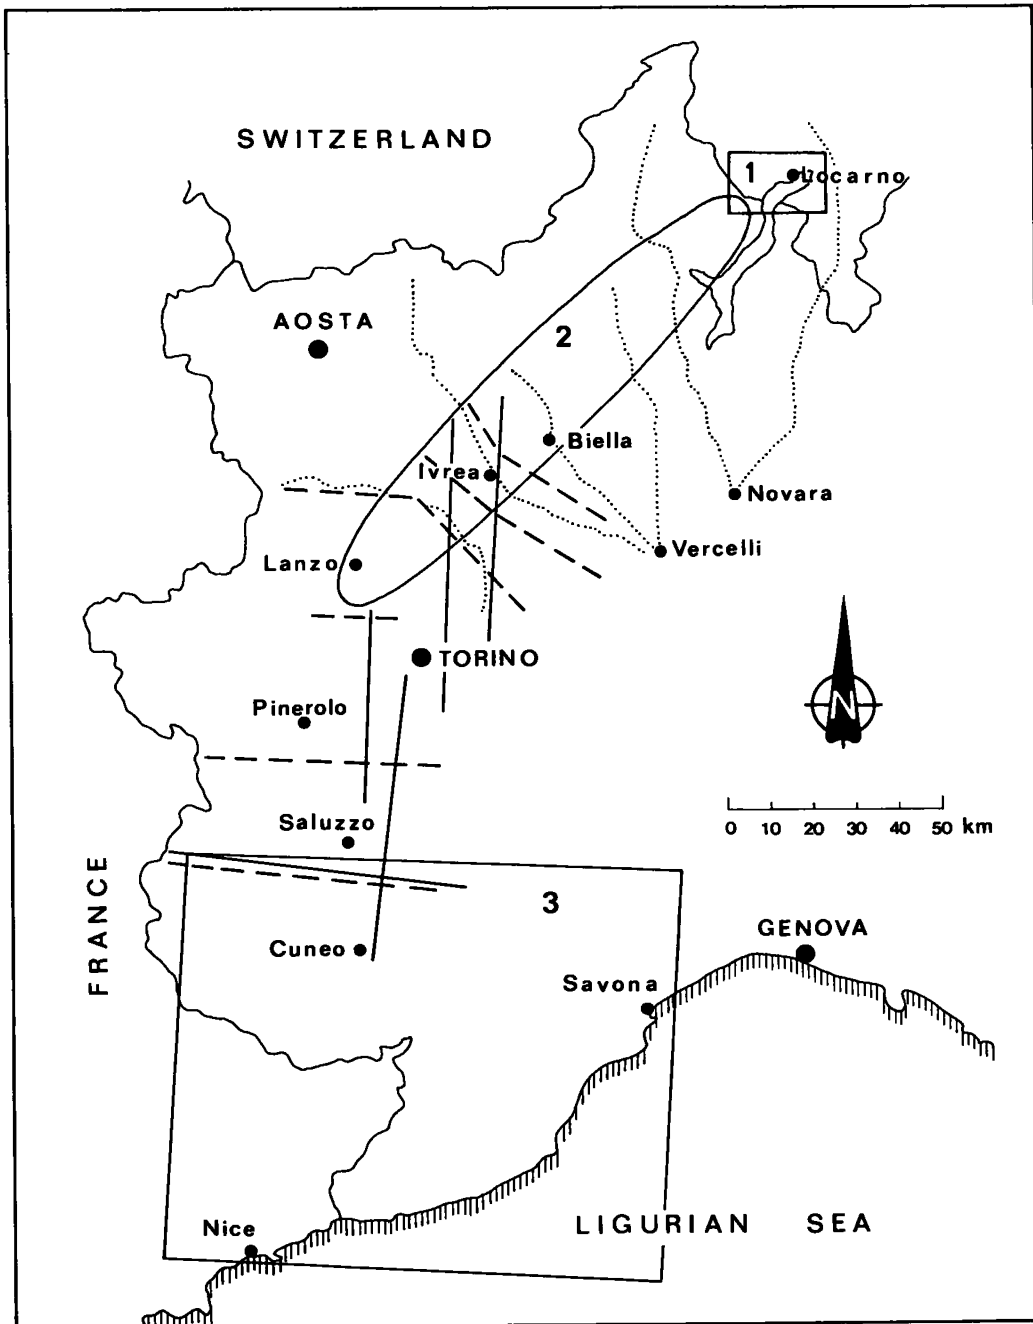 SWITZERLAND
1
Locarno
AOSTA
2
Biella
Ivrea
Novara
Vercelli
Lanzo
TORINO
N
Pinerolo
0 10 20 30 40 50 km
Saluzzo
FRANCE
3
GENOVA
Cuneo
Savona
Nice
LIGURIAN SEA